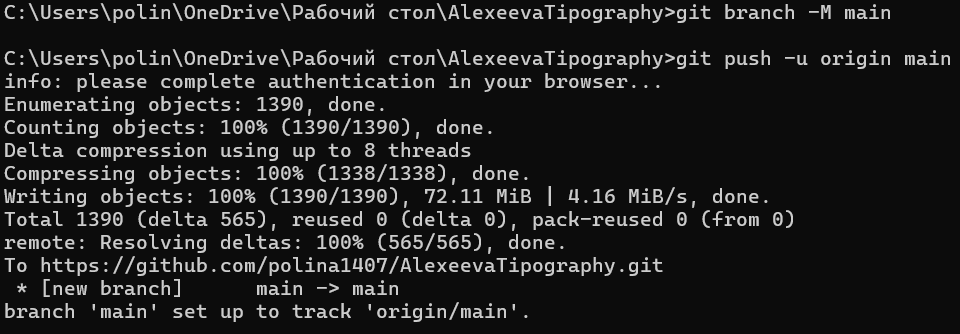 C:\Users\polin\OneDrive\Рабочий стол\AlexeevaTipography>git branch -M main
C:\Users\polin\OneDrive\Рабочий стол\AlexeevaTipography>git push -u origin main
info: please complete authentication in your browser...
Enumerating objects: 1390, done.
Counting objects: 100% (1390/1390), done.
Delta compression using up to 8 threads
Compressing objects: 100% (1338/1338), done.
Writing objects: 100% (1390/1390), 72.11 MiB | 4.16 MiB/s, done.
Total 1390 (delta 565), reused 0 (delta 0), pack-reused 0 (from 0)
remote: Resolving deltas: 100% (565/565), done.
To https://github.com/polina1407/AlexeevaTipography.git
 * [new branch]      main -> main
branch 'main' set up to track 'origin/main'.